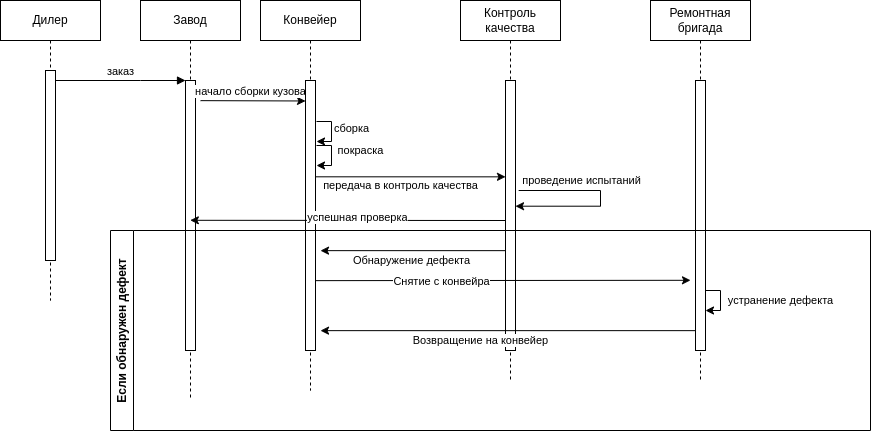 Дилер
Завод
Конвейер
Контроль
качества
Ремонтная
бригада
заказ
начало сборки кузова
сборка
покраска
передача в контроль качества
проведение испытаний
успешная проверка
Если обнаружен дефект
Обнаружение дефекта
Снятие с конвейра
устранение дефекта
Возвращение на конвейер